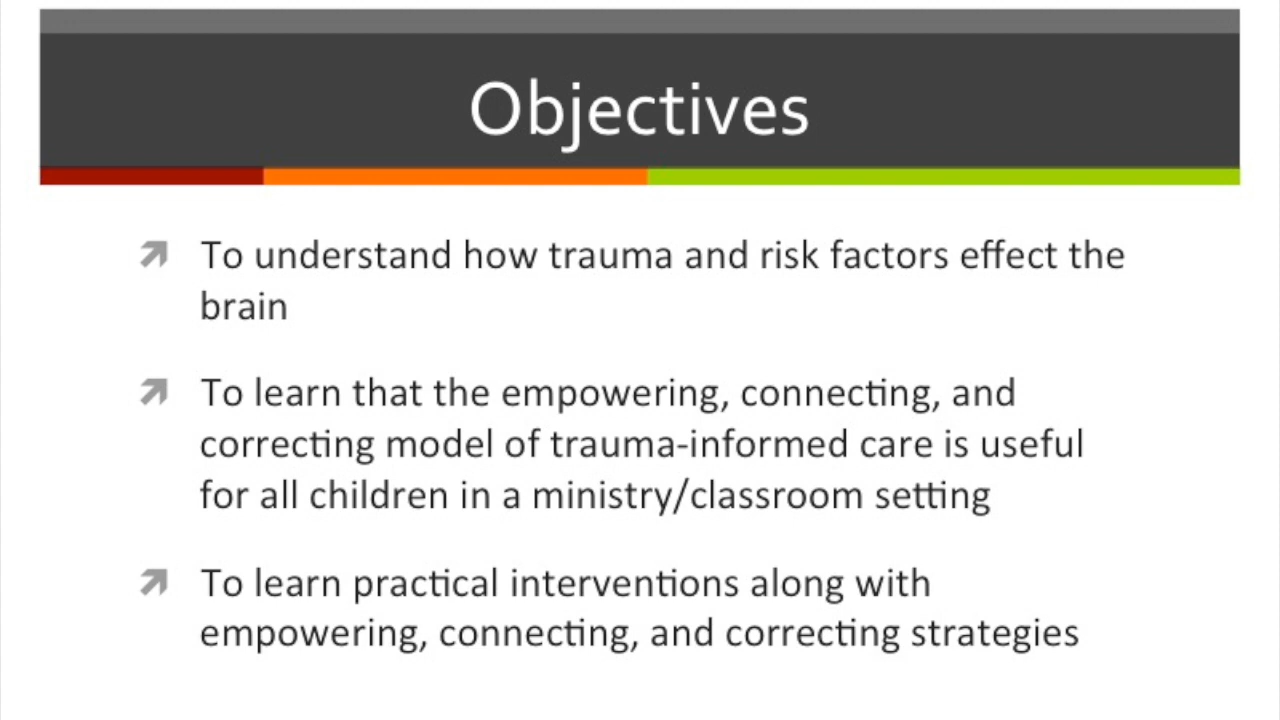 Objectives
To understand how trauma and risk factors effect the
brain
To learn that the empowering, connecting, and
correcting model of trauma-informed care is useful
for all children in a ministry/classroom setting
To learn practical interventions along with
empowering, connecting, and correcting strategies